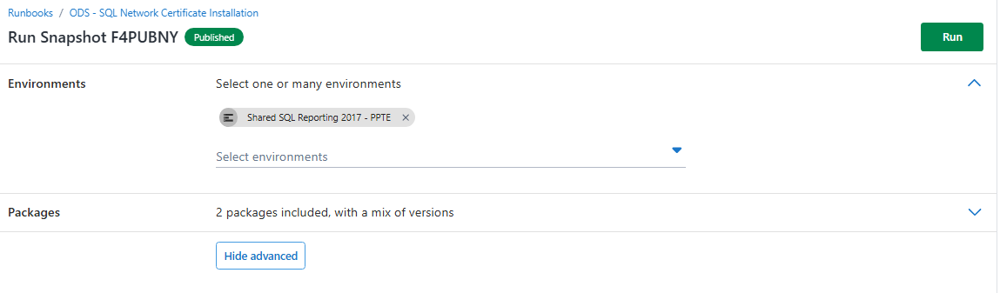 Runbooks / ODS - SQL Network Certificate Installation
Run Snapshot F4PUBNY Published
Run
Environments
Select one or many environments
Shared SQL Reporting 2017 - PPTE
Select environments
Packages
2 packages included, with a mix of versions
Hide advanced